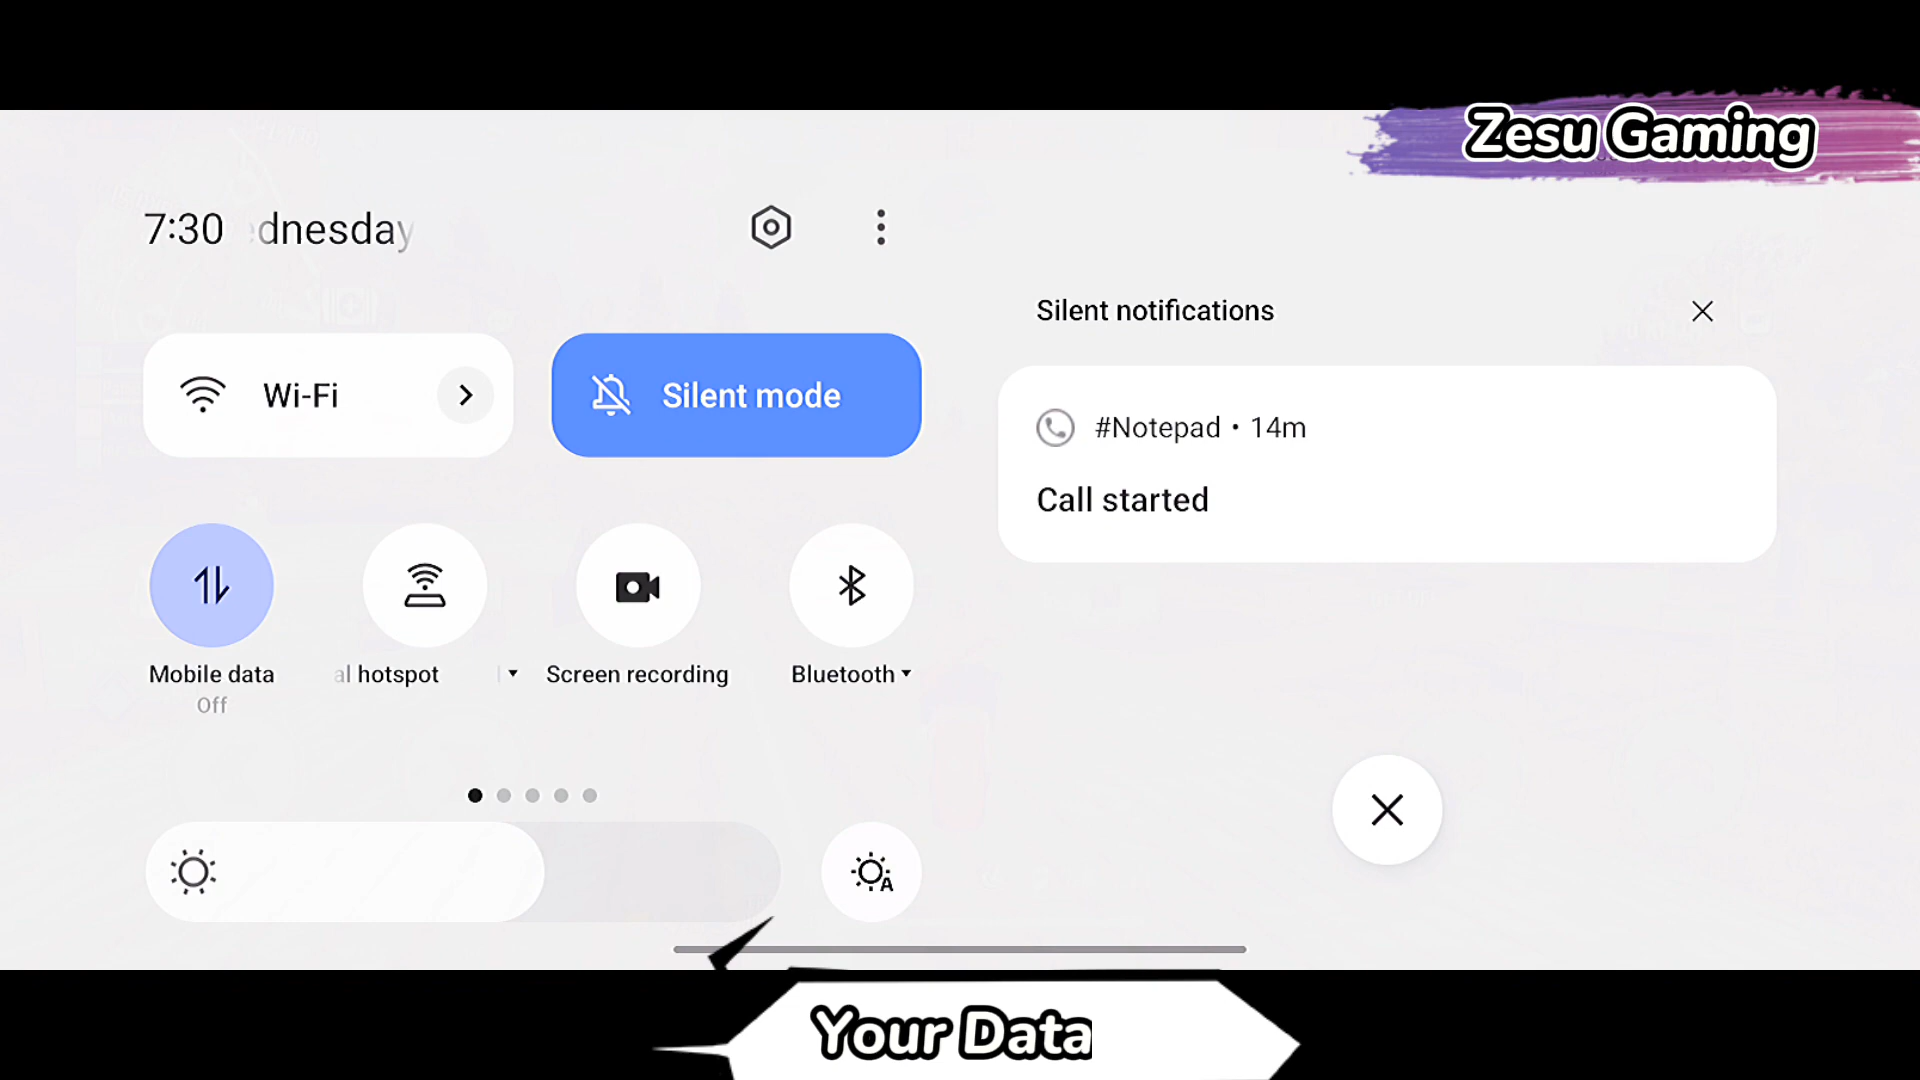 Zesu Gaming
7:30 dnesday
Silent notifications
Wi-Fi
Silent mode
#Notepad • 14m
Call started
Mobile data
Off
al hotspot
Screen recording
Bluetooth
A
Your Data